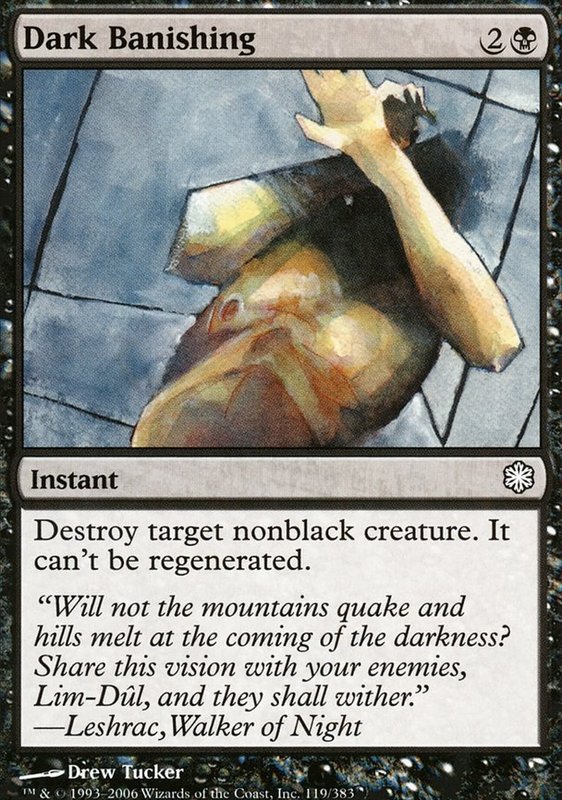 Dark Banishing
2
Instant
Destroy target nonblack creature. It
can't be regenerated.
“Will not the mountains quake and
hills melt at the coming of the darkness?
Share this vision with your enemies,
Lim-Dûl, and they shall wither.”
—Leshrac, Walker of Night
Drew Tucker
™ & © 1993–2006 Wizards of the Coast, Inc. 119/383